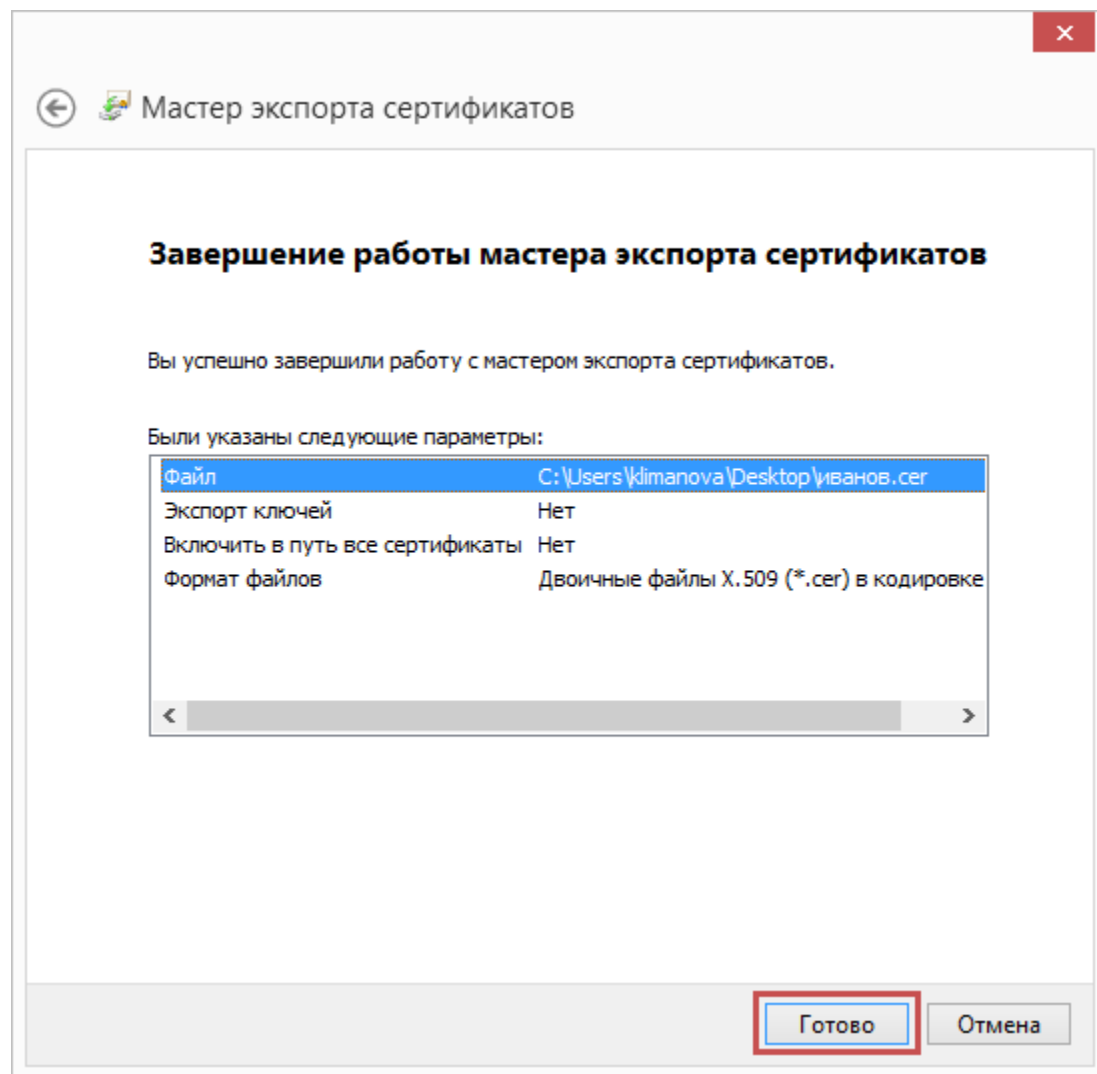 Мастер экспорта сертификатов
Завершение работы мастера экспорта сертификатов
Вы успешно завершили работу с мастером экспорта сертификатов.
Были указаны следующие параметры:
Файл C:\Users\klimanova\Desktop\иванов.cer
Экспорт ключей Нет
Включить в путь все сертификаты Нет
Формат файлов Двоичные файлы X.509 (*.cer) в кодировке
Готово Отмена